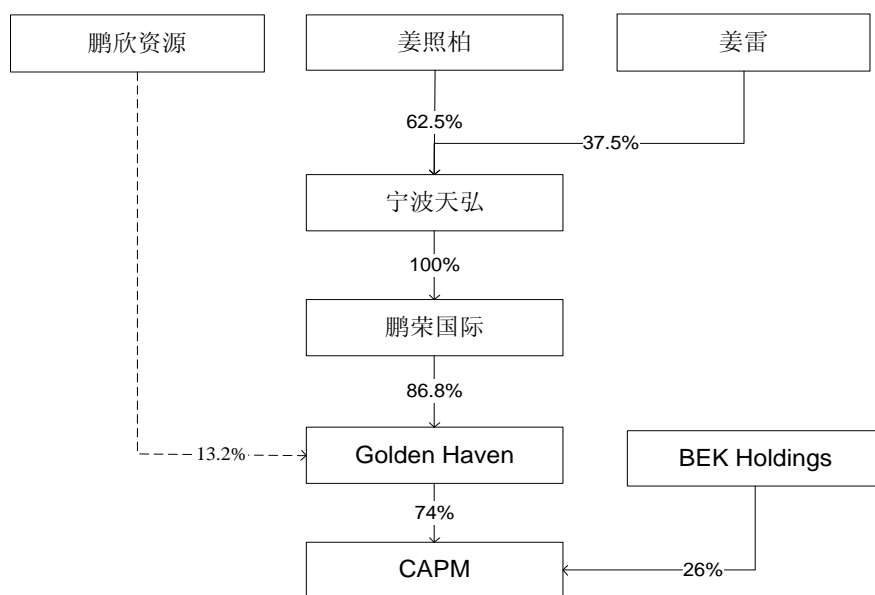 鹏欣资源
姜照柏
姜雷
62.5%
37.5%
宁波天弘
100%
鹏荣国际
86.8%
13.2%
Golden Haven
BEK Holdings
74%
CAPM
26%